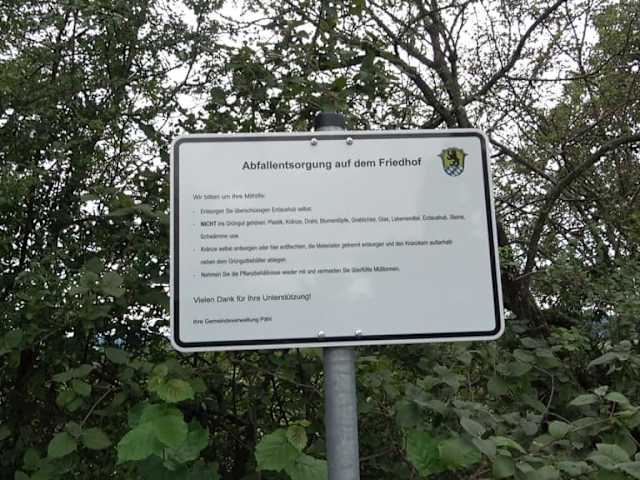 Abfallentsorgung auf dem Friedhof
Wir bitten um Ihre Mithilfe:
- Entsorgen Sie überschüssigen Erdaushub selbst.
- NICHT ins Grüngut gehören: Plastik, Kränze, Draht, Blumentöpfe, Grablichter, Glas, Lebensmittel, Erdaushub, Steine,
Schwämme usw.
- Kränze selbst entsorgen oder hier entflechten, die Materialien getrennt entsorgen und den Kranzkern außerhalb
neben dem Grüngutbehälter ablegen.
- Nehmen Sie die Pflanzbehältnisse wieder mit und vermeiden Sie überfüllte Mülltonnen.
Vielen Dank für Ihre Unterstützung!
Ihre Gemeindeverwaltung Pähl